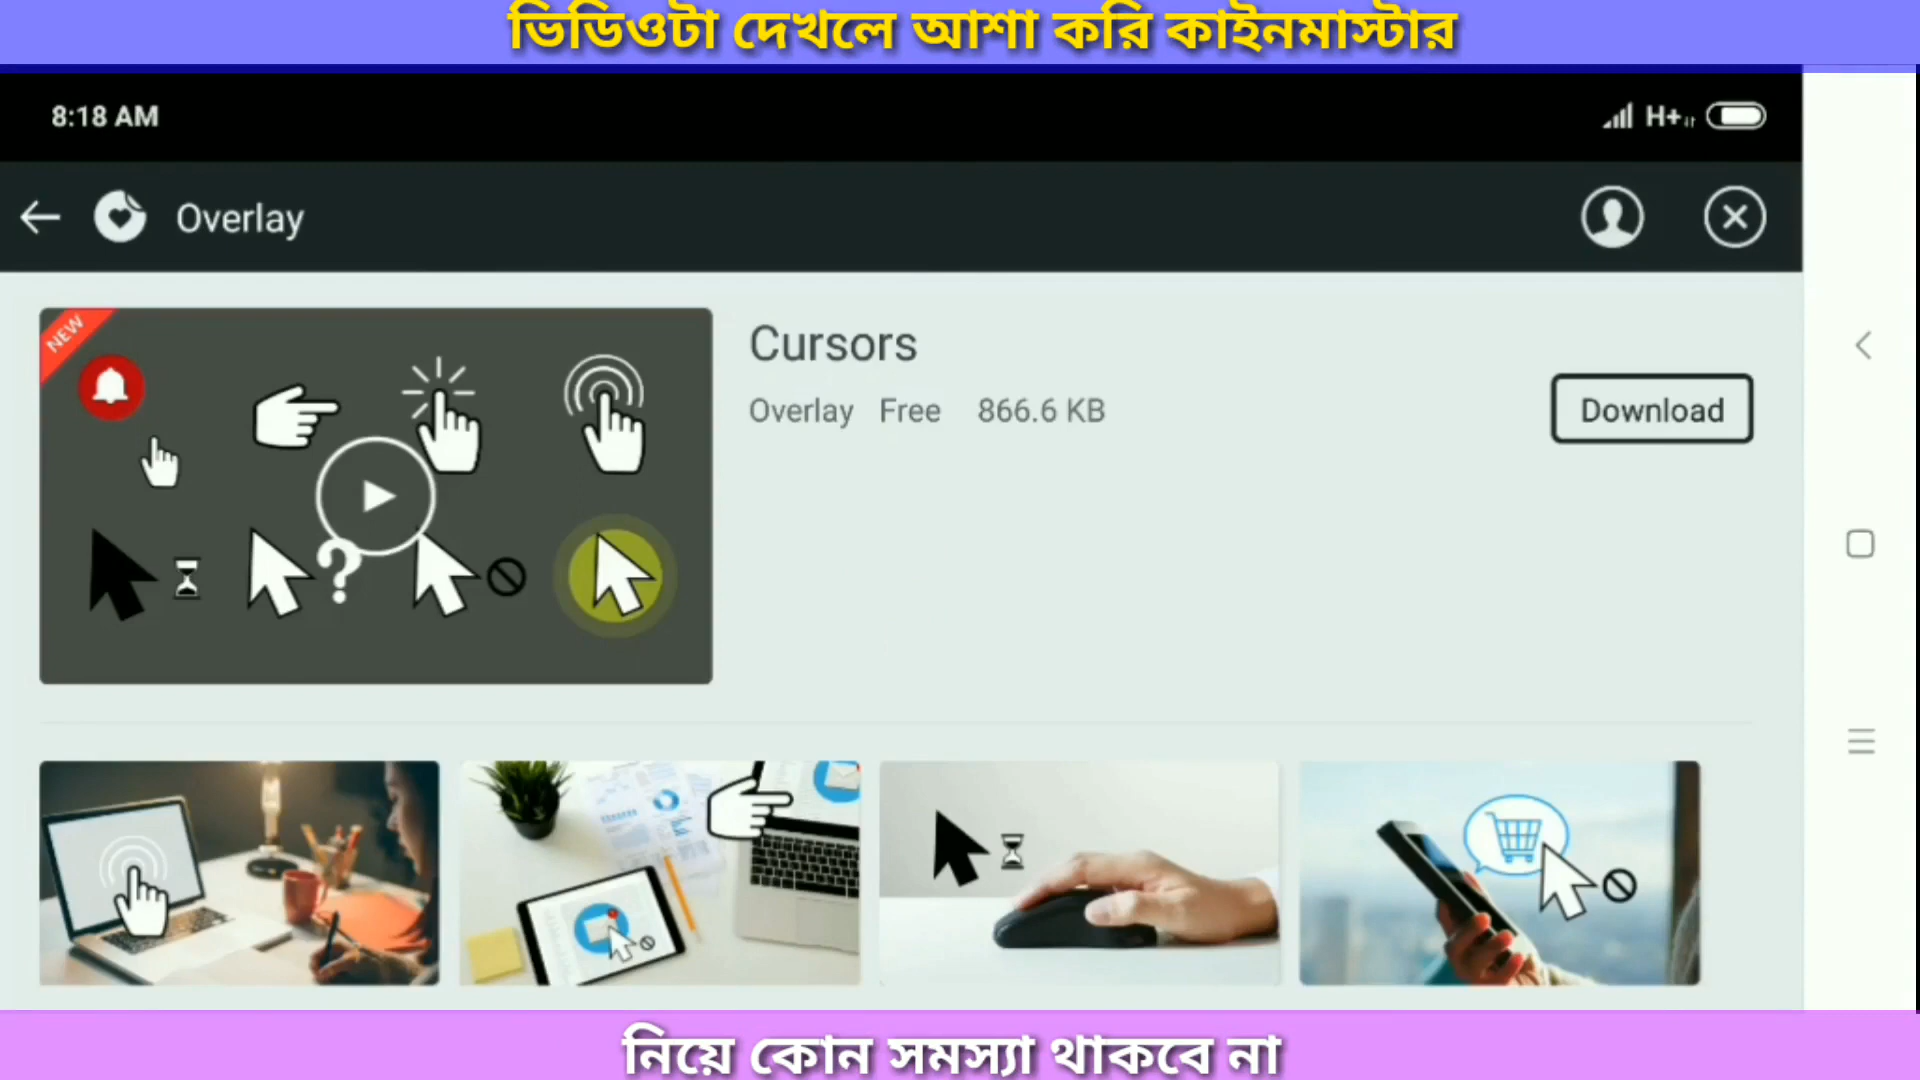 ভিডিওটা দেখলে আশা করি কাইনমাস্টার
8:18 AM
H+
Overlay
NEW
Cursors
Overlay Free 866.6 KB
Download
?
নিয়ে কোন সমস্যা থাকবে না